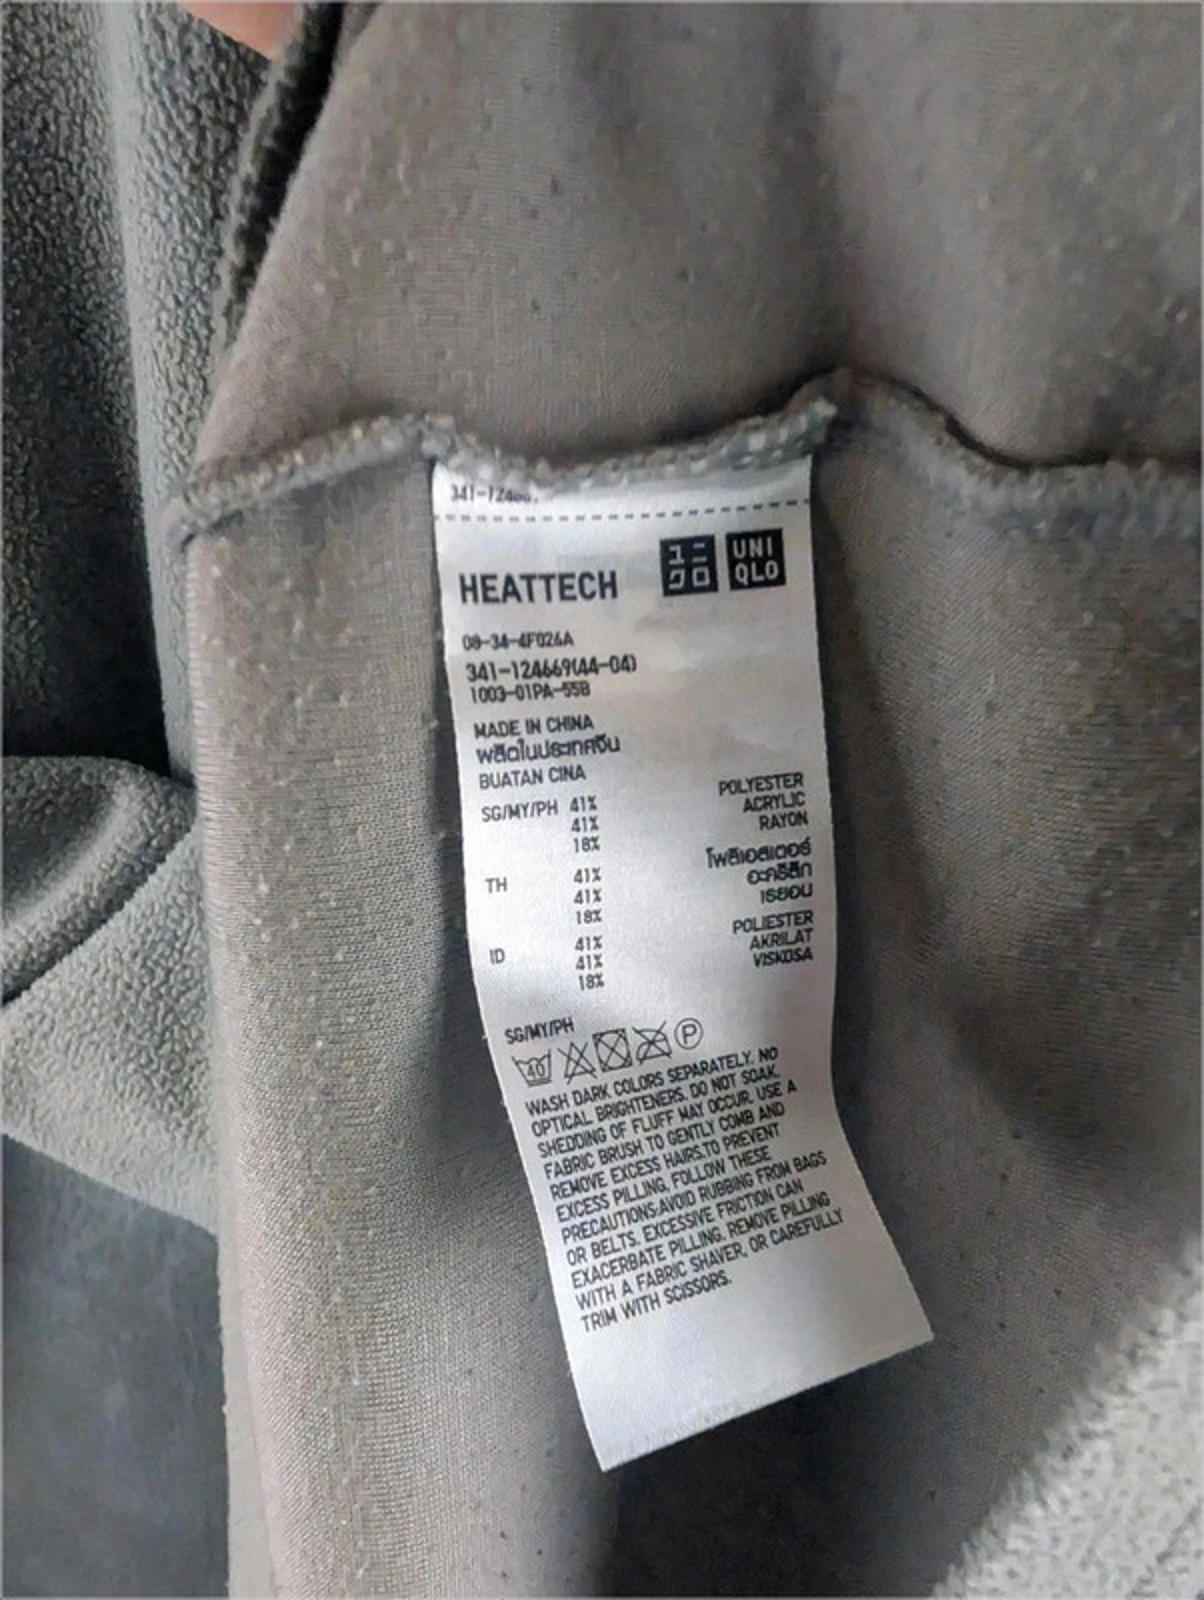 341-124669
ユニ
クロ
UNI
QLO
HEATTECH
08-34-4F026A
341-124669(44-04)
1003-01PA-55B
MADE IN CHINA
ผลิตในประเทศจีน
BUATAN CINA
SG/MY/PH 41% POLYESTER
41% ACRYLIC
18% RAYON
TH 41% โพลีเอสเตอร์
41% อะคริลิก
18% เรยอน
ID 41% POLIESTER
41% AKRILAT
18% VISKOSA
SG/MY/PH
40 P
WASH DARK COLORS SEPARATELY. NO
OPTICAL BRIGHTENERS. DO NOT SOAK.
SHEDDING OF FLUFF MAY OCCUR. USE A
FABRIC BRUSH TO GENTLY COMB AND
REMOVE EXCESS HAIRS.TO PREVENT
EXCESS PILLING, FOLLOW THESE
PRECAUTIONS:AVOID RUBBING FROM BAGS
OR BELTS. EXCESSIVE FRICTION CAN
EXACERBATE PILLING. REMOVE PILLING
WITH A FABRIC SHAVER, OR CAREFULLY
TRIM WITH SCISSORS.